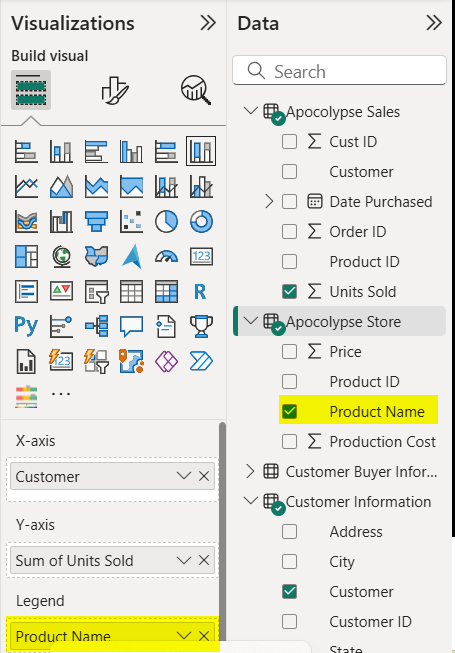 Visualizations
Build visual
123
R
Py
123
X-axis
Customer
Y-axis
Sum of Units Sold
Legend
Product Name
Data
Search
Apocolypse Sales
Cust ID
Customer
Date Purchased
Order ID
Product ID
Units Sold
Apocolypse Store
Price
Product ID
Product Name
Production Cost
Customer Buyer Infor...
Customer Information
Address
City
Customer
Customer ID
State